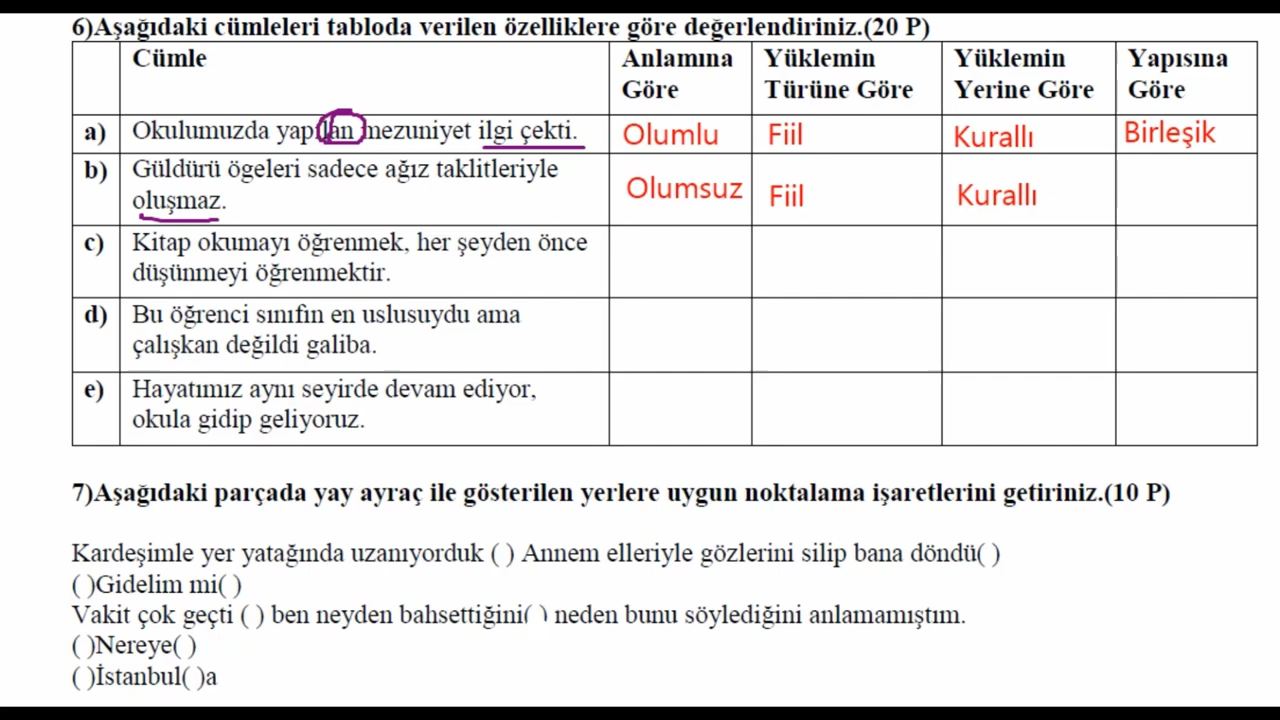 6)Aşağıdaki cümleleri tabloda verilen özelliklere göre değerlendiriniz.(20 P)
Cümle
Anlamına Göre
Yüklemin Türüne Göre
Yüklemin Yerine Göre
Yapısına Göre
a) Okulumuzda yapılan mezuniyet ilgi çekti. Olumlu Fiil Kurallı Birleşik
b) Güldürü ögeleri sadece ağız taklitleriyle
oluşmaz. Olumsuz Fiil Kurallı
c) Kitap okumayı öğrenmek, her şeyden önce
düşünmeyi öğrenmektir.
d) Bu öğrenci sınıfın en uslusuydu ama
çalışkan değildi galiba.
e) Hayatımız aynı seyirde devam ediyor,
okula gidip geliyoruz.
7)Aşağıdaki parçada yay ayraç ile gösterilen yerlere uygun noktalama işaretlerini getiriniz.(10 P)
Kardeşimle yer yatağında uzanıyorduk ( ) Annem elleriyle gözlerini silip bana döndü( )
( )Gidelim mi( )
Vakit çok geçti ( ) ben neyden bahsettiğini( ) neden bunu söylediğini anlamamıştım.
( )Nereye( )
( )İstanbul( )a